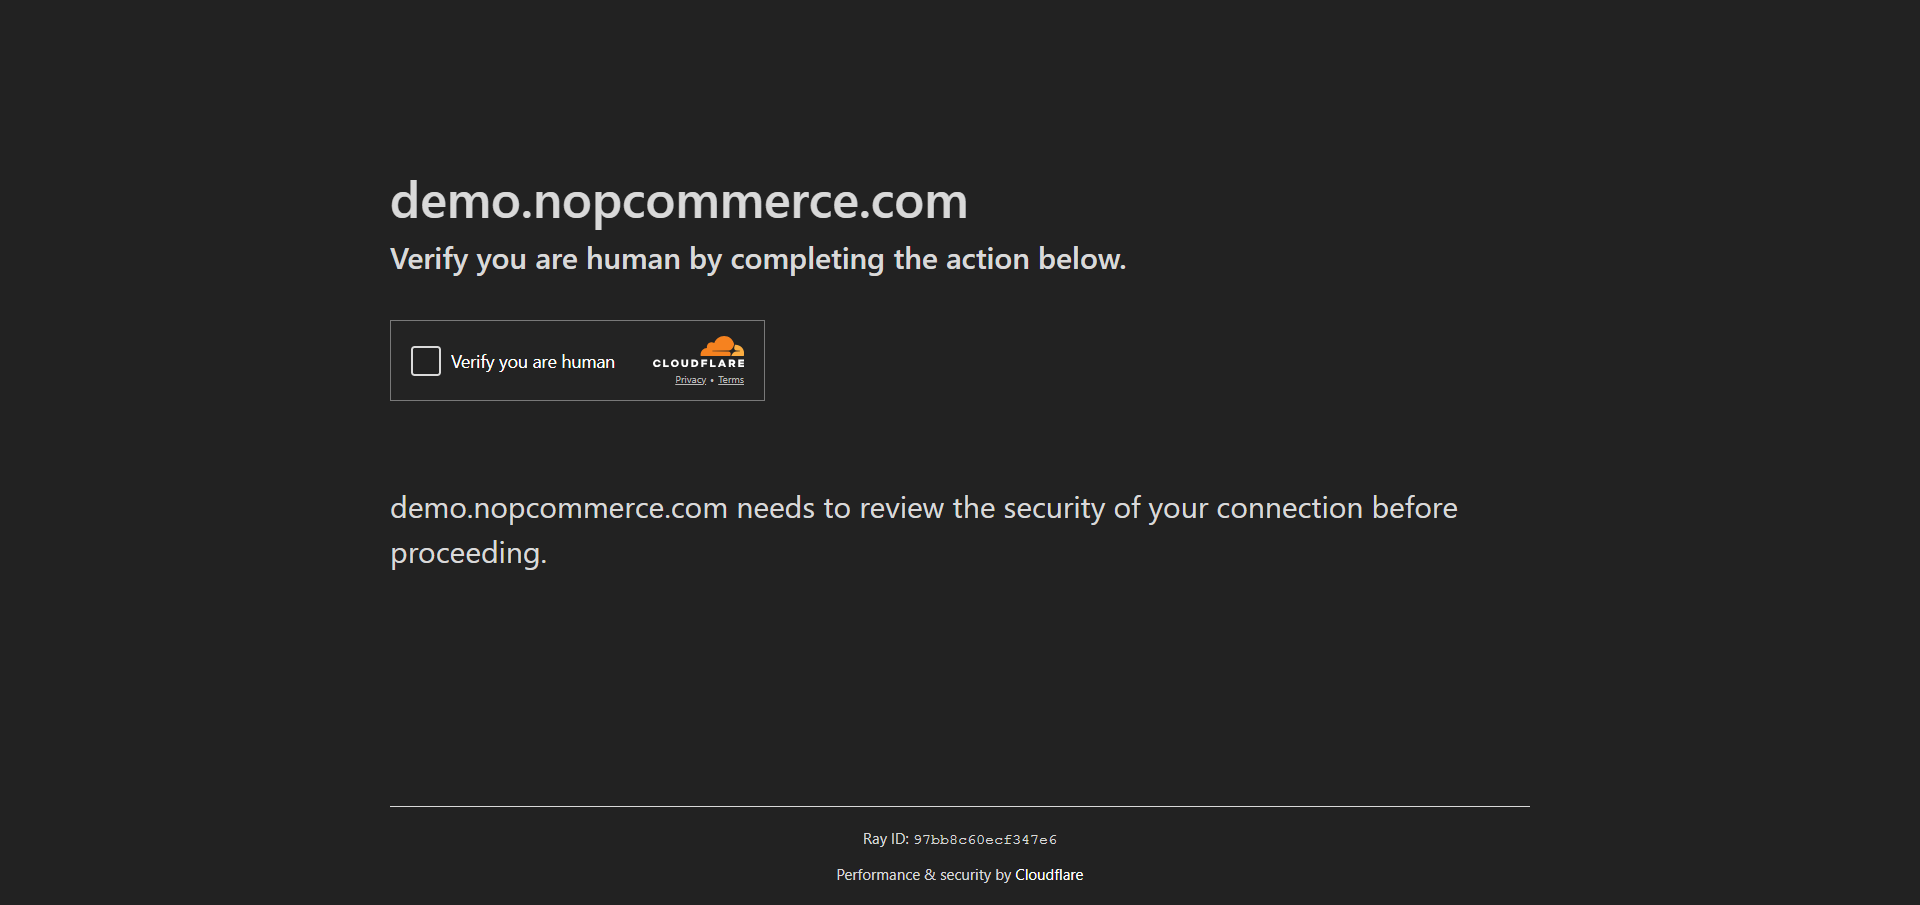 demo.nopcommerce.com
Verify you are human by completing the action below.
Verify you are human
CLOUDFLARE
Privacy • Terms
demo.nopcommerce.com needs to review the security of your connection before
proceeding.
Ray ID: 97bb8c60ecf347e6
Performance & security by Cloudflare